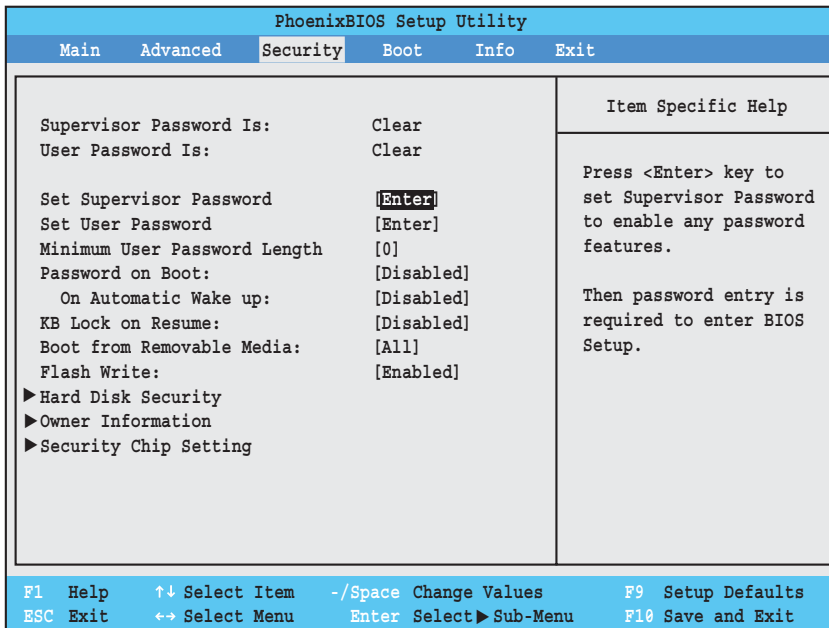 PhoenixBIOS Setup Utility
Main Advanced Security Boot Info Exit
Supervisor Password Is: Clear
User Password Is: Clear
Set Supervisor Password [Enter]
Set User Password [Enter]
Minimum User Password Length [0]
Password on Boot: [Disabled]
On Automatic Wake up: [Disabled]
KB Lock on Resume: [Disabled]
Boot from Removable Media: [All]
Flash Write: [Enabled]
▶Hard Disk Security
▶Owner Information
▶Security Chip Setting
Item Specific Help
Press <Enter> key to
set Supervisor Password
to enable any password
features.
Then password entry is
required to enter BIOS
Setup.
F1 Help ↑↓ Select Item -/Space Change Values F9 Setup Defaults
ESC Exit ←→ Select Menu Enter Select▶Sub-Menu F10 Save and Exit